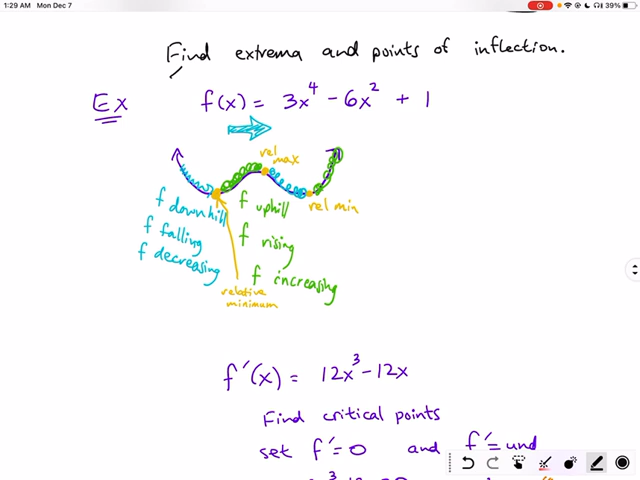 1:29 AM Mon Dec 7
39%
Find extrema and points of inflection.
Ex f(x) = 3x⁴ - 6x² + 1
rel max
rel min
f downhill
f falling
f decreasing
f uphill
f rising
f increasing
relative minimum
f'(x) = 12x³ - 12x
Find critical points
set f' = 0 and f' = und